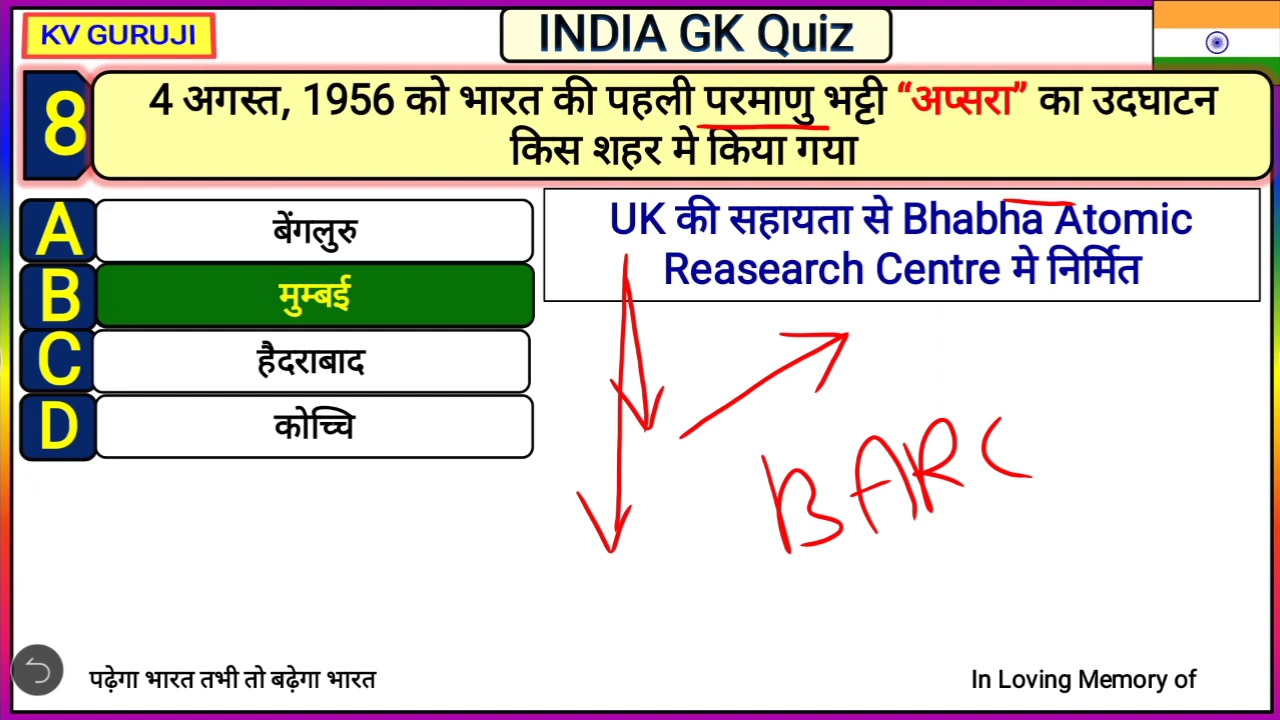 KV GURUJI
INDIA GK Quiz
8
4 अगस्त, 1956 को भारत की पहली परमाणु भट्टी “अप्सरा” का उदघाटन
किस शहर मे किया गया
A
बेंगलुरु
B
मुम्बई
C
हैदराबाद
D
कोच्चि
UK की सहायता से Bhabha Atomic
Reasearch Centre मे निर्मित
BARC
पढ़ेगा भारत तभी तो बढ़ेगा भारत
In Loving Memory of